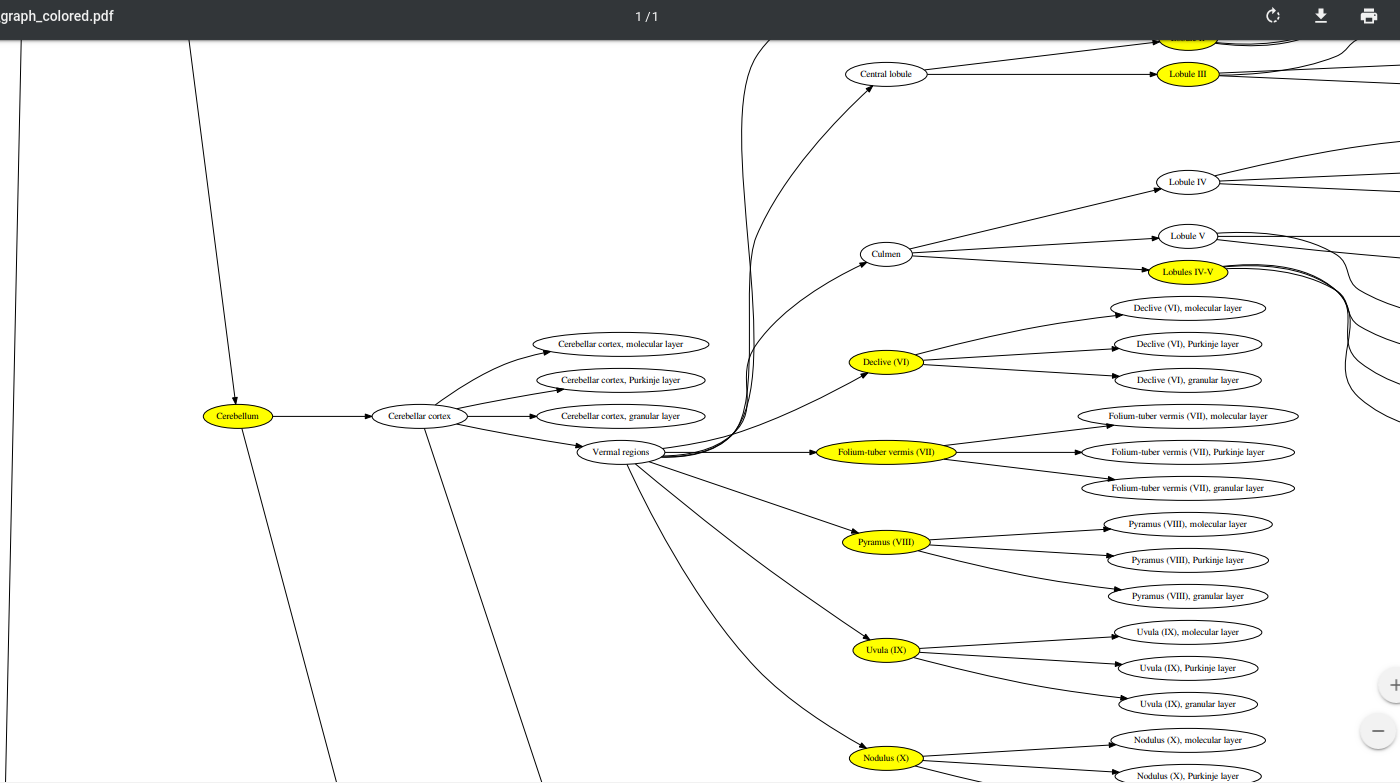 graph_colored.pdf
1 / 1
Central lobule
Lobule III
Lobule IV
Lobule V
Culmen
Lobules IV-V
Declive (VI), molecular layer
Cerebellar cortex, molecular layer
Declive (VI), Purkinje layer
Declive (VI)
Cerebellar cortex, Purkinje layer
Declive (VI), granular layer
Cerebellum
Cerebellar cortex
Cerebellar cortex, granular layer
Folium-tuber vermis (VII), molecular layer
Vermal regions
Folium-tuber vermis (VII)
Folium-tuber vermis (VII), Purkinje layer
Folium-tuber vermis (VII), granular layer
Pyramus (VIII), molecular layer
Pyramus (VIII)
Pyramus (VIII), Purkinje layer
Pyramus (VIII), granular layer
Uvula (IX), molecular layer
Uvula (IX)
Uvula (IX), Purkinje layer
Uvula (IX), granular layer
Nodulus (X), molecular layer
Nodulus (X)
Nodulus (X), Purkinje layer